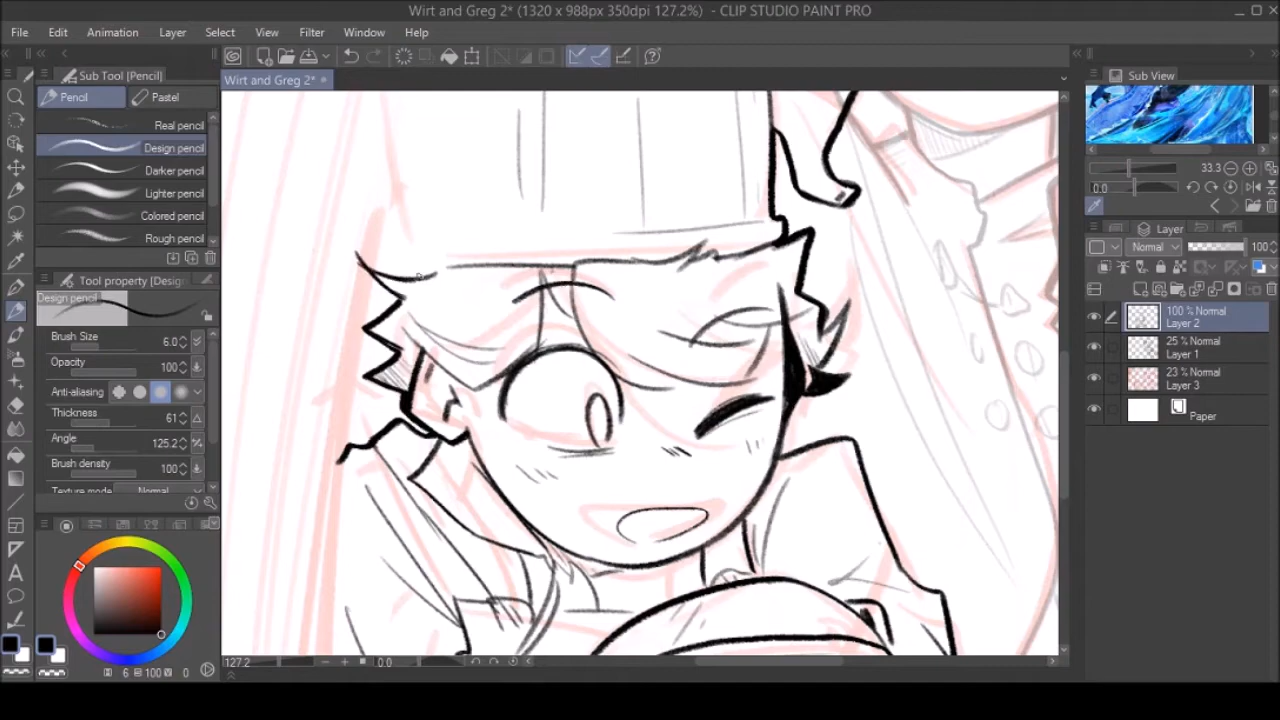 Wirt and Greg 2* (1320 x 988px 350dpi 127.2%) - CLIP STUDIO PAINT PRO
File Edit Animation Layer Select View Filter Window Help
Sub Tool [Pencil]
Wirt and Greg 2*
Sub View
Pencil Pastel
Real pencil
Design pencil
Darker pencil
Lighter pencil
Colored pencil
Rough pencil
33.3
0.0
Layer
Normal 100
Tool property [Desig
Design pencil
Brush Size 6.0
Opacity 100
Anti-aliasing
Thickness 61
Angle 125.2
Brush density 100
Texture mode Normal
100 % Normal
Layer 2
25 % Normal
Layer 1
23 % Normal
Layer 3
Paper
127.2 0.0
6 100 0